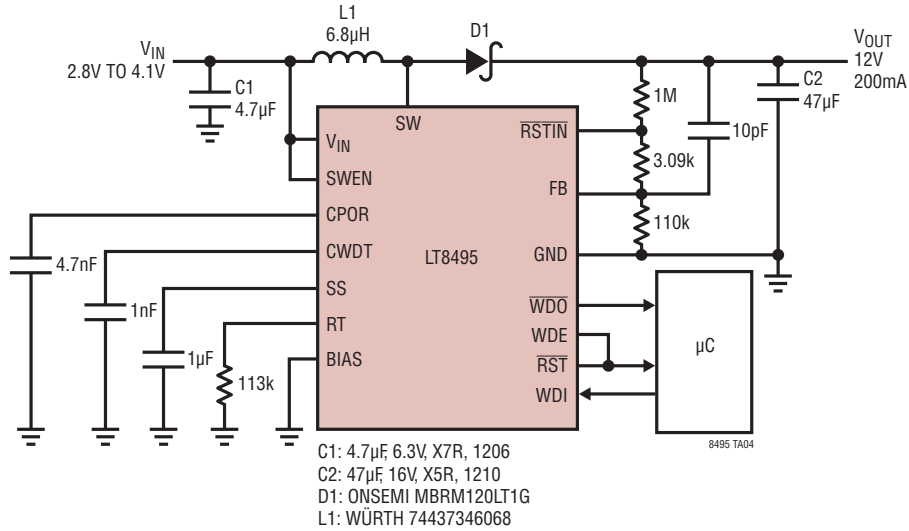 L1
6.8µH
D1
V_IN
2.8V TO 4.1V
V_OUT
12V
200mA
C1
4.7µF
C2
47µF
1M
10pF
3.09k
110k
SW
V_IN
SWEN
CPOR
CWDT
SS
RT
BIAS
LT8495
R̅S̅T̅I̅N̅
FB
GND
W̅D̅O̅
WDE
R̅S̅T̅
WDI
µC
4.7nF
1nF
1µF
113k
8495 TA04
C1: 4.7µF, 6.3V, X7R, 1206
C2: 47µF, 16V, X5R, 1210
D1: ONSEMI MBRM120LT1G
L1: WÜRTH 74437346068